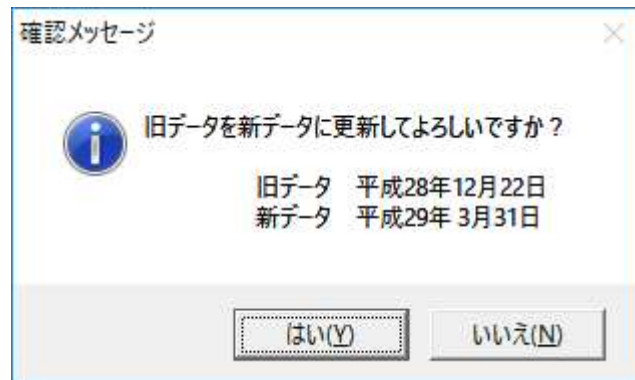 確認メッセージ
旧データを新データに更新してよろしいですか？
旧データ　平成28年12月22日
新データ　平成29年 3月31日
はい(Y)　いいえ(N)